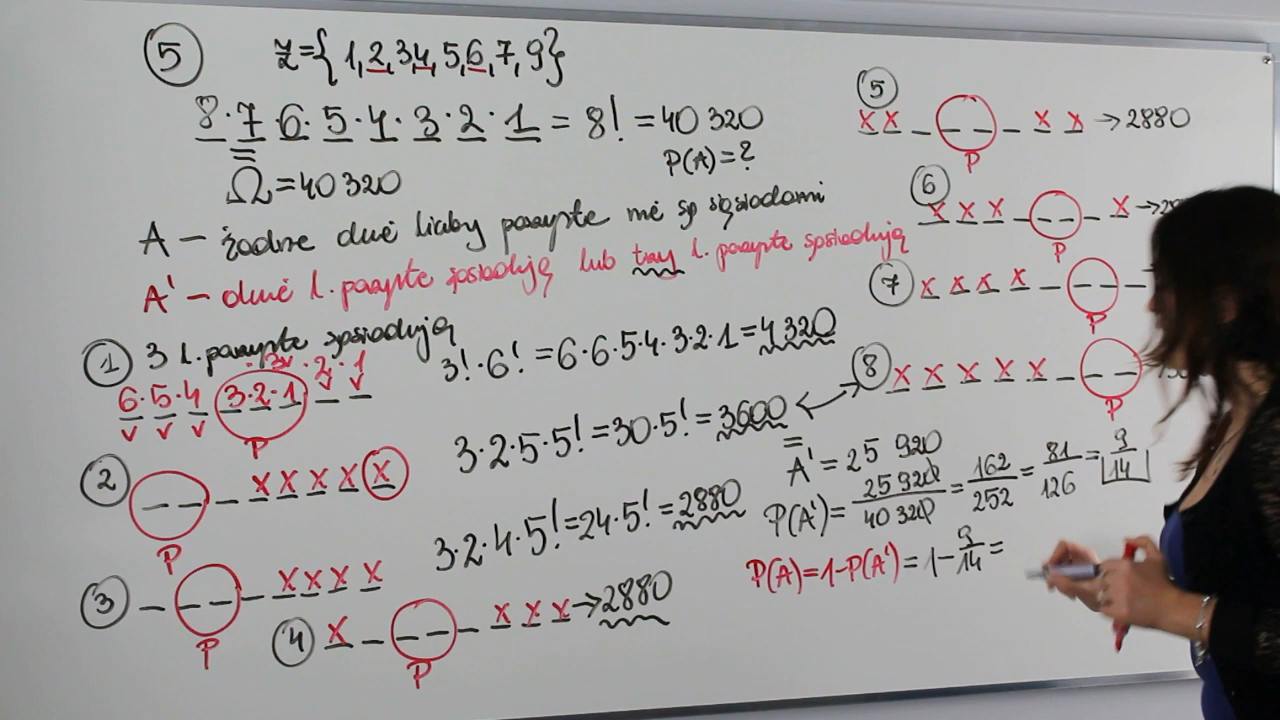 5 Z={1,2,3,4,5,6,7,9}
8·7·6·5·4·3·2·1 = 8! = 40 320
Ω = 40 320 P(A)=?
A – żadne dwie liczby parzyste nie są sąsiadami
A' – dwie l. parzyste sąsiadują lub trzy l. parzyste sąsiadują
1 3 l. parzyste sąsiadują
3! · 6! = 6·6·5·4·3·2·1 = 4320
6·5·4 3·2·1 · 3 · 2 · 1
v v v v v
P
2 _ _ _ x x x x x
P
3·2·5·5! = 30·5! = 3600
3 _ _ _ _ x x x x
P
3·2·4·5! = 24·5! = 2880
4 x _ _ _ _ x x x → 2880
P
5
x x _ _ _ _ x x → 2880
P
6
x x x _ _ _ _ x →
P
7 x x x x _ _ _
P
8 x x x x x _ _ _
P
A' = 25 920
P(A') = 25 920 / 40 320 = 162 / 252 = 81 / 126 = 9 / 14
P(A) = 1 – P(A') = 1 – 9 / 14 =